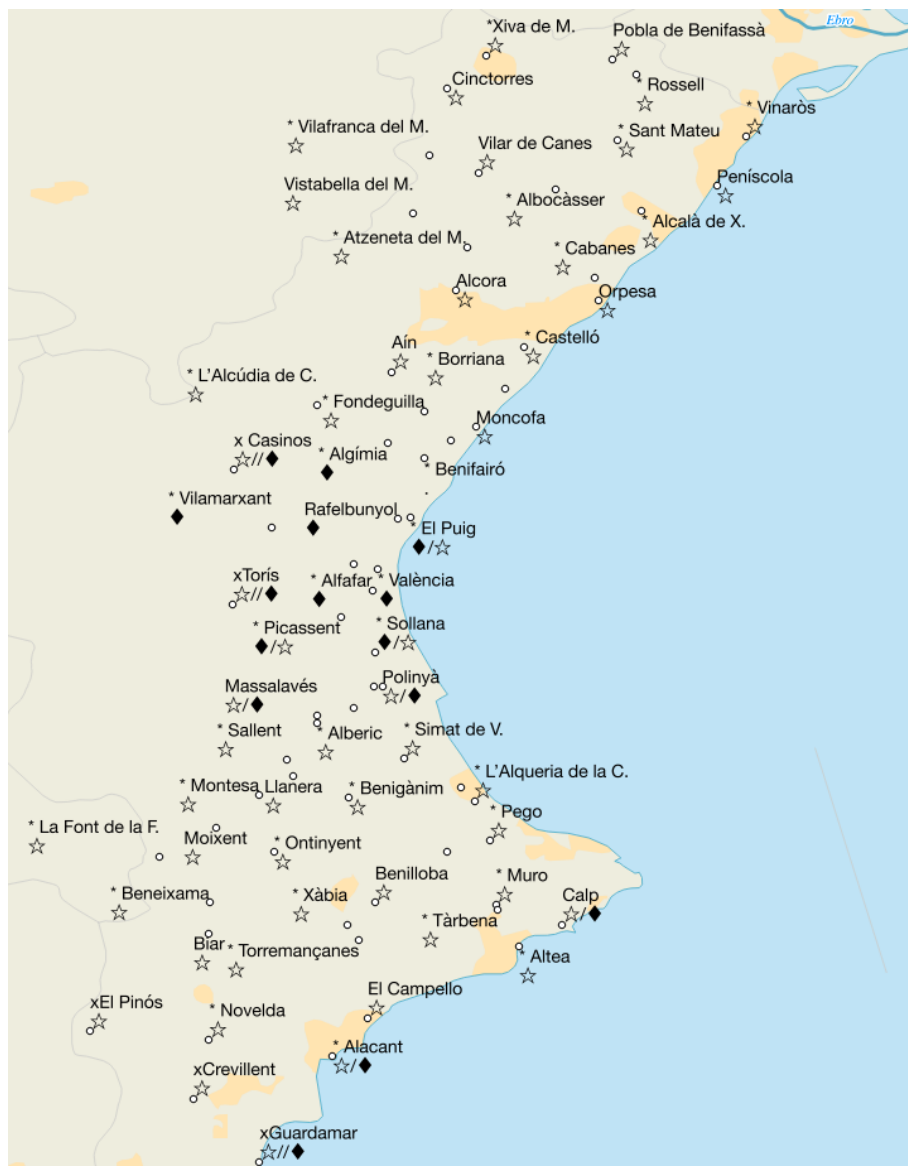 *Xiva de M.
Pobla de Benifassà
Ebro
Cinctorres
* Rossell
* Vinaròs
* Vilafranca del M.
* Sant Mateu
Vilar de Canes
Peníscola
Vistabella del M.
* Albocàsser
* Alcalà de X.
* Atzeneta del M.
* Cabanes
Alcora
Orpesa
* Castelló
Aín
* Borriana
* L'Alcúdia de C.
* Fondeguilla
Moncofa
x Casinos
//
* Algímia
* Benifairó
* Vilamarxant
Rafelbunyol
* El Puig
/
xTorís
//
* Alfafar
* València
* Picassent
/
* Sollana
/
Polinyà
/
Massalavés
/
* Sallent
* Alberic
* Simat de V.
* L'Alqueria de la C.
* Montesa
Llanera
* Benigànim
* Pego
* La Font de la F.
Moixent
* Ontinyent
Benilloba
* Muro
* Beneixama
* Xàbia
Calp
/
* Tàrbena
Biar
* Torremançanes
* Altea
El Campello
xEl Pinós
* Novelda
* Alacant
/
xCrevillent
xGuardamar
//